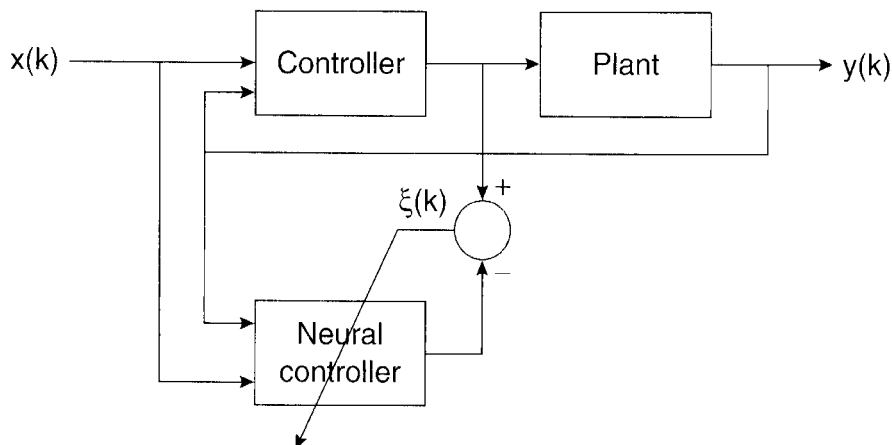 x(k)
Controller
Plant
y(k)
+
ξ(k)
−
Neural
controller